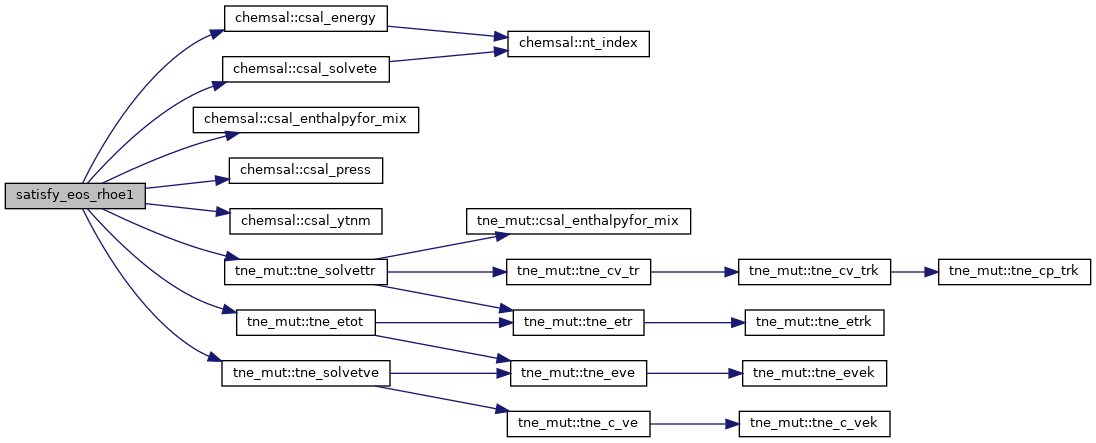 satisfy_eos_rhoe1
chemsal::csal_energy
chemsal::csal_solvete
chemsal::nt_index
chemsal::csal_enthalpyfor_mix
chemsal::csal_press
chemsal::csal_ytnm
tne_mut::tne_solvettr
tne_mut::csal_enthalpyfor_mix
tne_mut::tne_cv_tr
tne_mut::tne_cv_trk
tne_mut::tne_cp_trk
tne_mut::tne_etot
tne_mut::tne_etr
tne_mut::tne_etrk
tne_mut::tne_solvetve
tne_mut::tne_eve
tne_mut::tne_evek
tne_mut::tne_c_ve
tne_mut::tne_c_vek